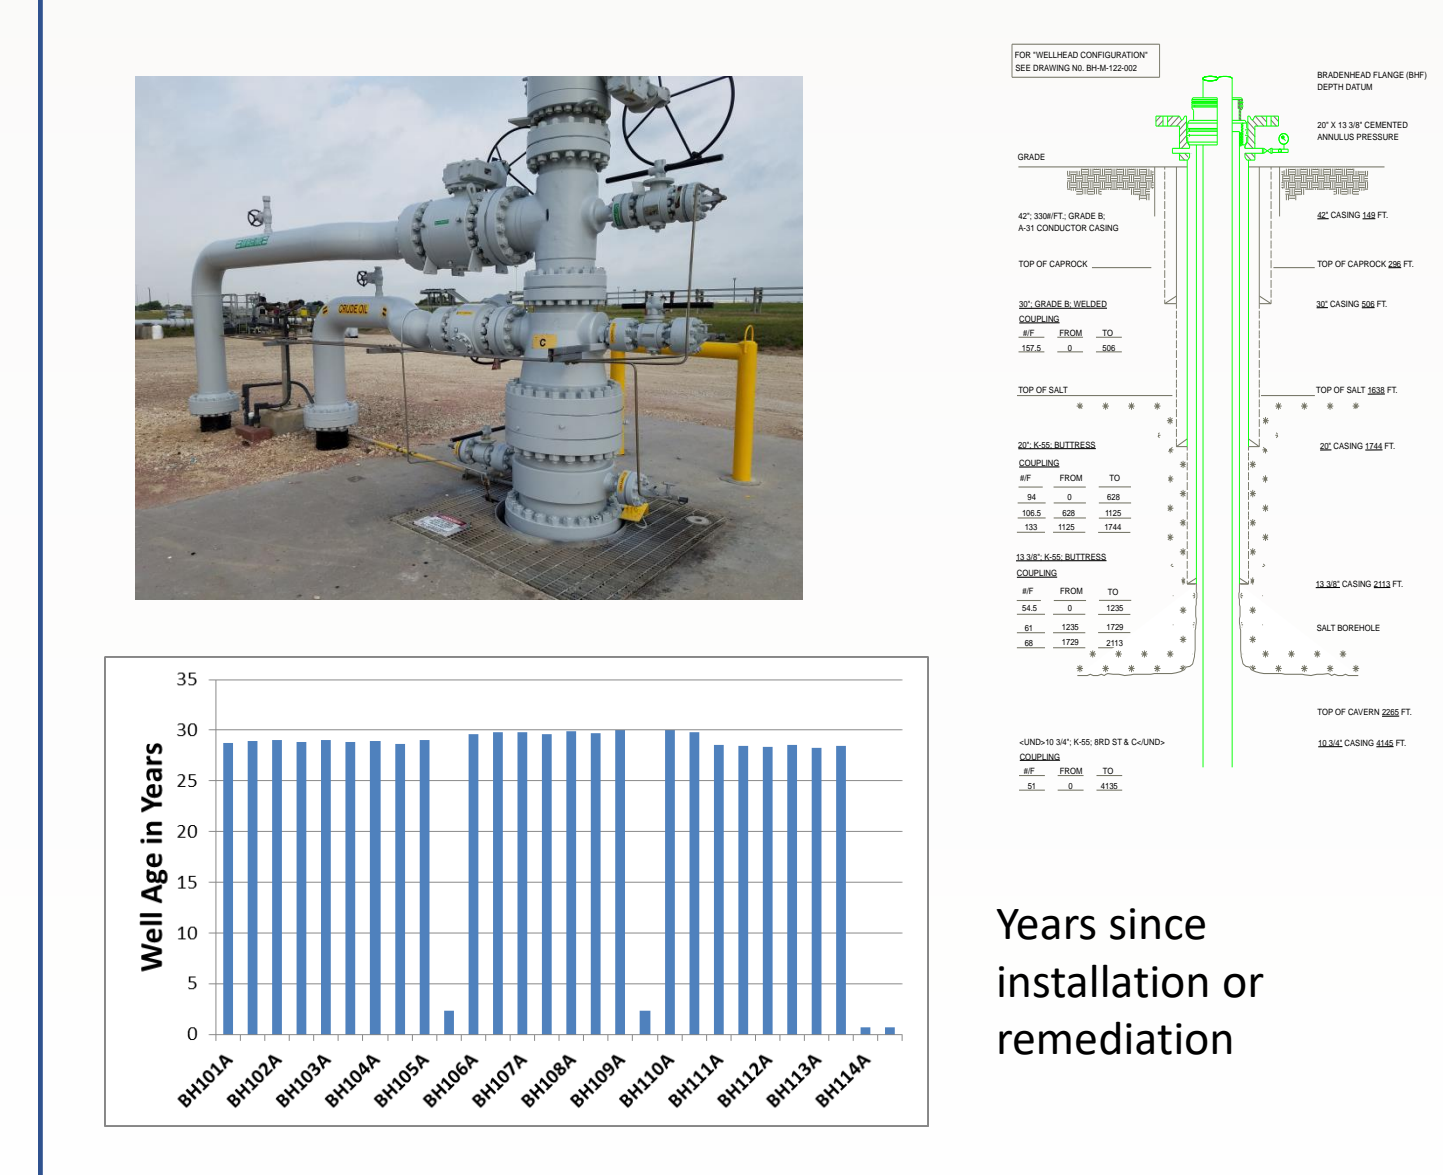 FOR "WELLHEAD CONFIGURATION"
SEE DRAWING N0. BH-M-122-002
BRADENHEAD FLANGE (BHF)
DEPTH DATUM
20" X 13 3/8" CEMENTED
ANNULUS PRESSURE
GRADE
42"; 330#/FT.; GRADE B;
A-31 CONDUCTOR CASING
42" CASING 149 FT.
TOP OF CAPROCK
TOP OF CAPROCK 296 FT.
30"; GRADE B; WELDED
COUPLING
30" CASING 506 FT.
#/F FROM TO
157.5 0 506
TOP OF SALT
TOP OF SALT 1638 FT.
20"; K-55; BUTTRESS
COUPLING
20" CASING 1744 FT.
#/F FROM TO
94 0 628
106.5 628 1125
133 1125 1744
13 3/8"; K-55; BUTTRESS
COUPLING
13 3/8" CASING 2113 FT.
#/F FROM TO
54.5 0 1235
61 1235 1729
68 1729 2113
SALT BOREHOLE
TOP OF CAVERN 2265 FT.
<UND>10 3/4"; K-55; 8RD ST & C</UND>
COUPLING
10 3/4" CASING 4145 FT.
#/F FROM TO
51 0 4135
CRUDE OIL
C
Well Age in Years
35
30
25
20
15
10
5
0
BH101A
BH102A
BH103A
BH104A
BH105A
BH106A
BH107A
BH108A
BH109A
BH110A
BH111A
BH112A
BH113A
BH114A
Years since
installation or
remediation